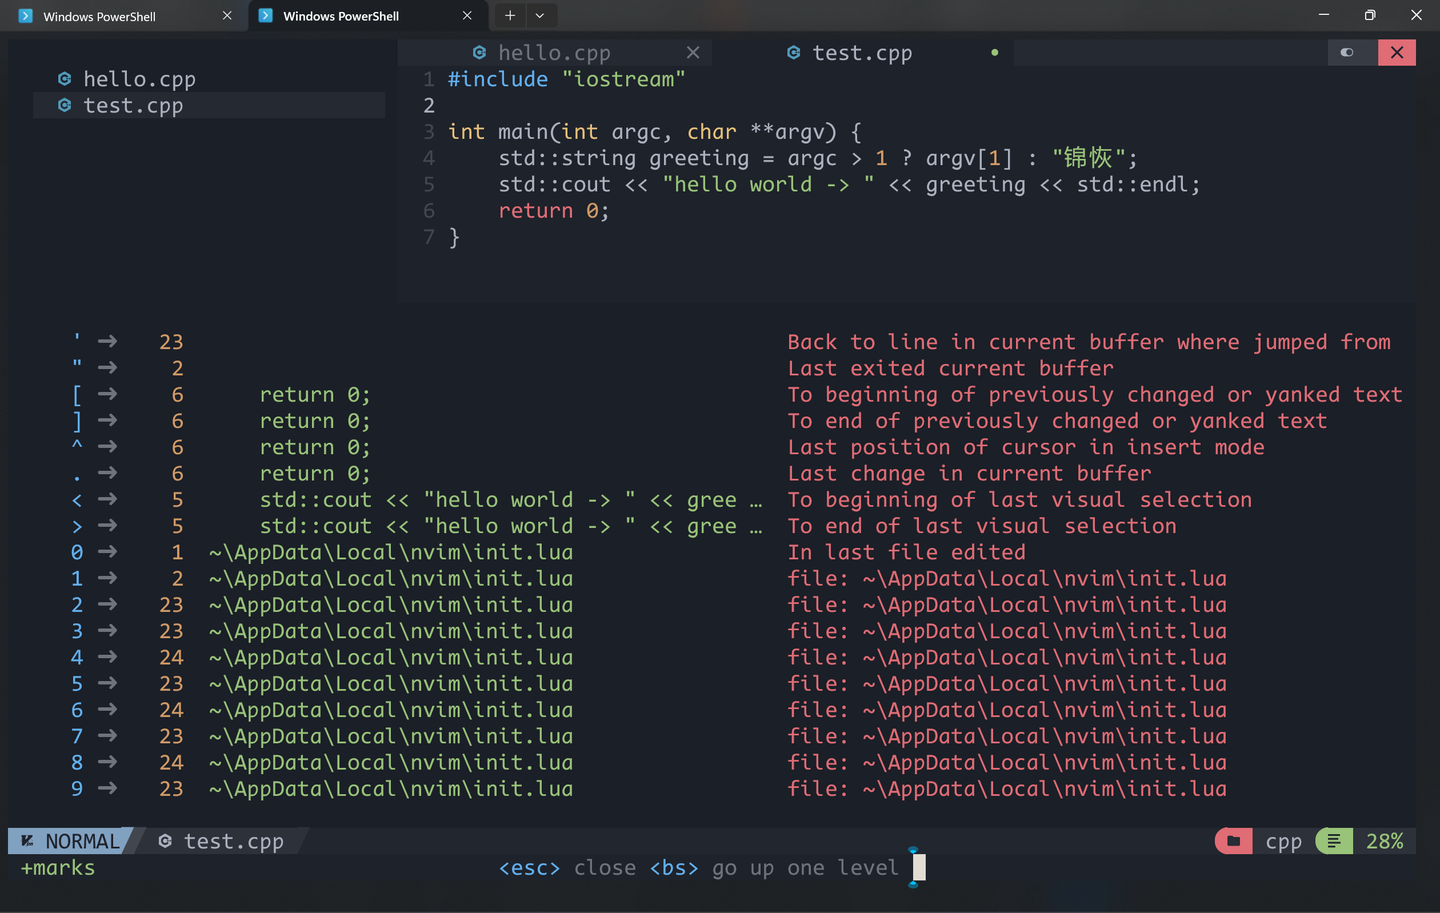 Windows PowerShell
Windows PowerShell
hello.cpp
test.cpp
hello.cpp
test.cpp
1 #include "iostream"
2
3 int main(int argc, char **argv) {
4 std::string greeting = argc > 1 ? argv[1] : "锦恢";
5 std::cout << "hello world -> " << greeting << std::endl;
6 return 0;
7 }
' → 23 Back to line in current buffer where jumped from
" → 2 Last exited current buffer
[ → 6 return 0; To beginning of previously changed or yanked text
] → 6 return 0; To end of previously changed or yanked text
^ → 6 return 0; Last position of cursor in insert mode
. → 6 return 0; Last change in current buffer
< → 5 std::cout << "hello world -> " << gree … To beginning of last visual selection
> → 5 std::cout << "hello world -> " << gree … To end of last visual selection
0 → 1 ~\AppData\Local\nvim\init.lua In last file edited
1 → 2 ~\AppData\Local\nvim\init.lua file: ~\AppData\Local\nvim\init.lua
2 → 23 ~\AppData\Local\nvim\init.lua file: ~\AppData\Local\nvim\init.lua
3 → 23 ~\AppData\Local\nvim\init.lua file: ~\AppData\Local\nvim\init.lua
4 → 24 ~\AppData\Local\nvim\init.lua file: ~\AppData\Local\nvim\init.lua
5 → 23 ~\AppData\Local\nvim\init.lua file: ~\AppData\Local\nvim\init.lua
6 → 24 ~\AppData\Local\nvim\init.lua file: ~\AppData\Local\nvim\init.lua
7 → 23 ~\AppData\Local\nvim\init.lua file: ~\AppData\Local\nvim\init.lua
8 → 24 ~\AppData\Local\nvim\init.lua file: ~\AppData\Local\nvim\init.lua
9 → 23 ~\AppData\Local\nvim\init.lua file: ~\AppData\Local\nvim\init.lua
NORMAL test.cpp cpp 28%
+marks <esc> close <bs> go up one level